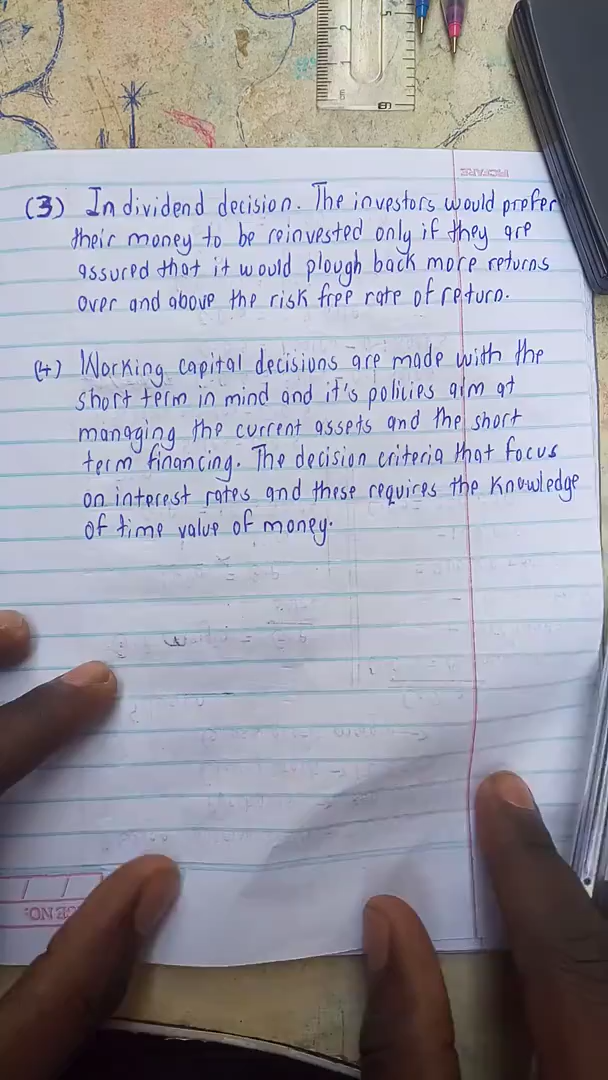 (3) In dividend decision. The investors would prefer
their money to be reinvested only if they are
assured that it would plough back more returns
over and above the risk free rate of return.
(4) Working capital decisions are made with the
short term in mind and it's policies aim at
managing the current assets and the short
term financing. The decision criteria that focus
on interest rates and these requires the knowledge
of time value of money.
PAGE NO: